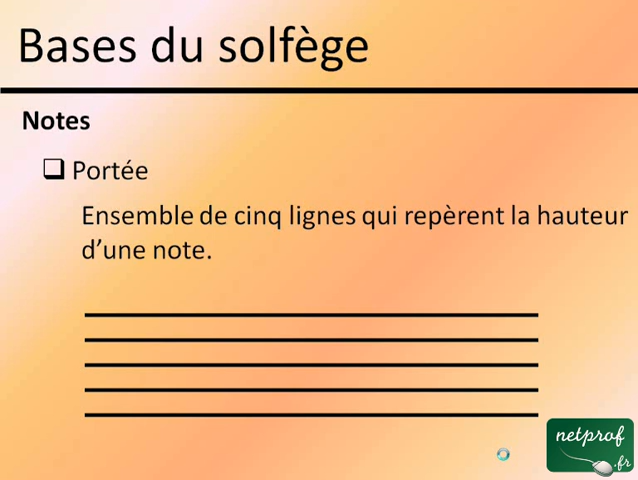 Bases du solfège
Notes
Portée
Ensemble de cinq lignes qui repèrent la hauteur
d’une note.
netprof
.fr